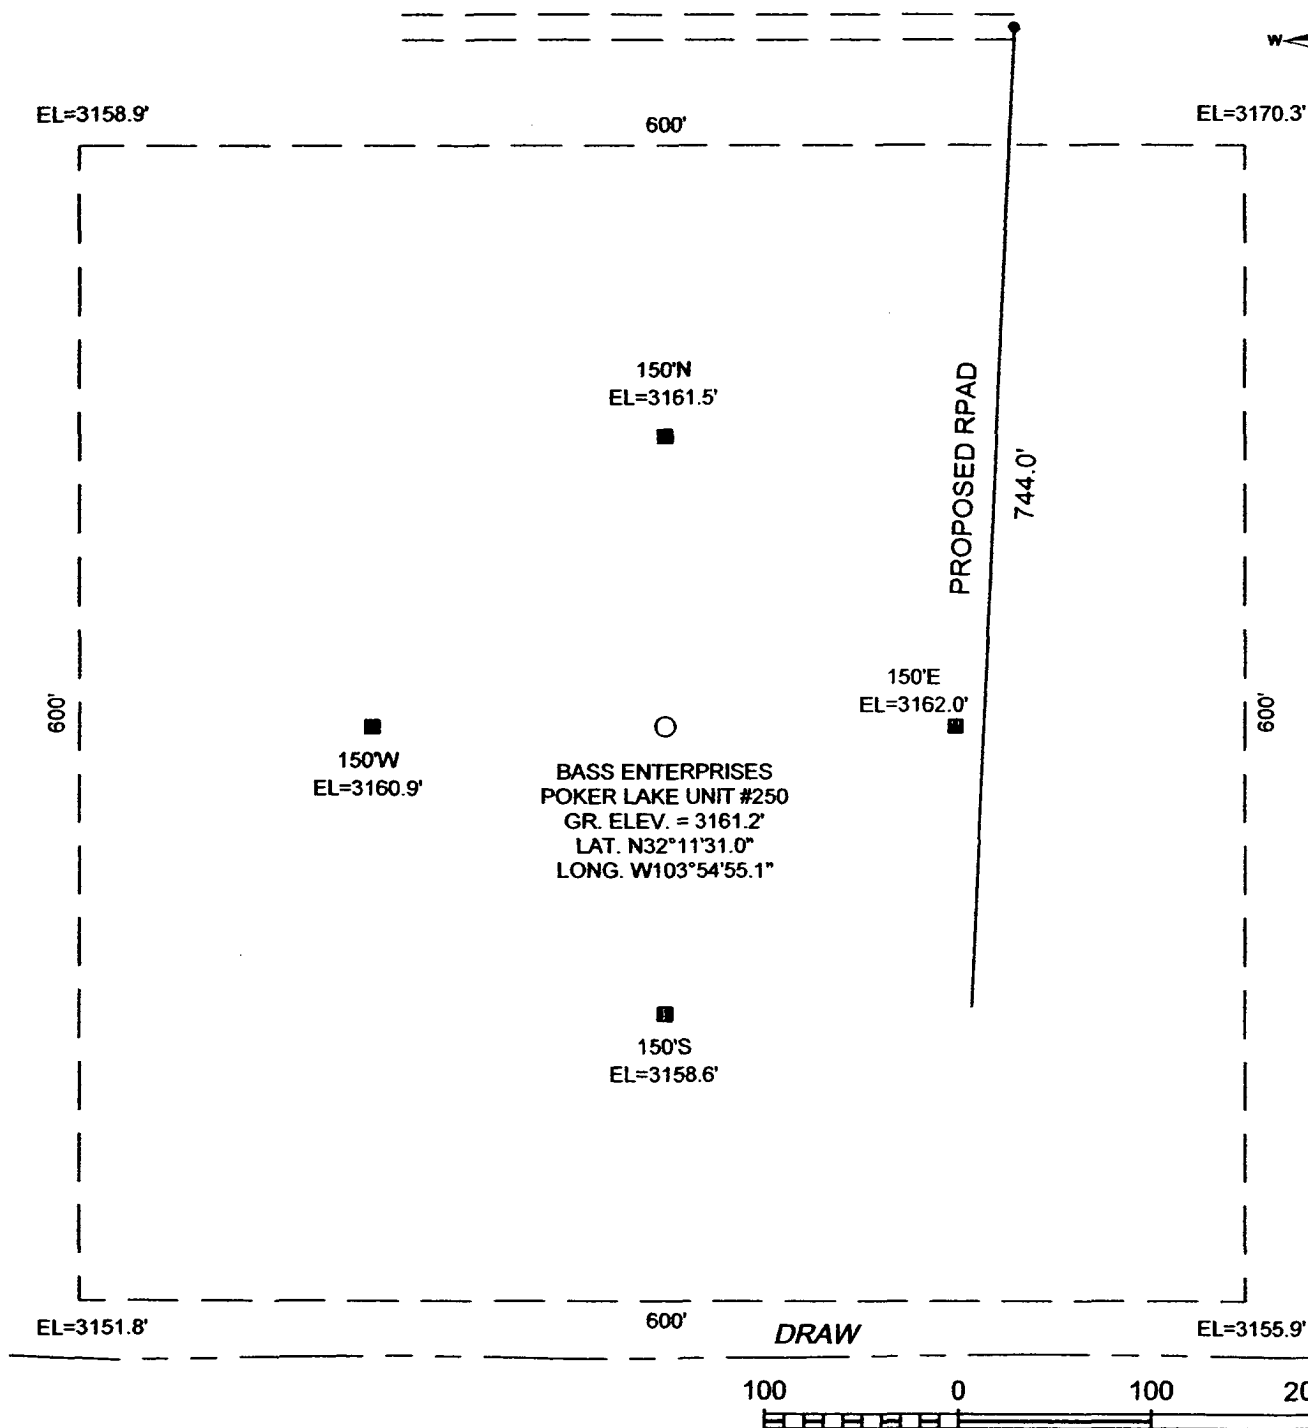 W
EL=3158.9'
600'
EL=3170.3'
150'N
EL=3161.5'
PROPOSED RPAD
744.0'
600'
150'E
EL=3162.0'
600'
150'W
EL=3160.9'
BASS ENTERPRISES
POKER LAKE UNIT #250
GR. ELEV. = 3161.2'
LAT. N32°11'31.0"
LONG. W103°54'55.1"
150'S
EL=3158.6'
EL=3151.8'
600'
DRAW
EL=3155.9'
100 0 100